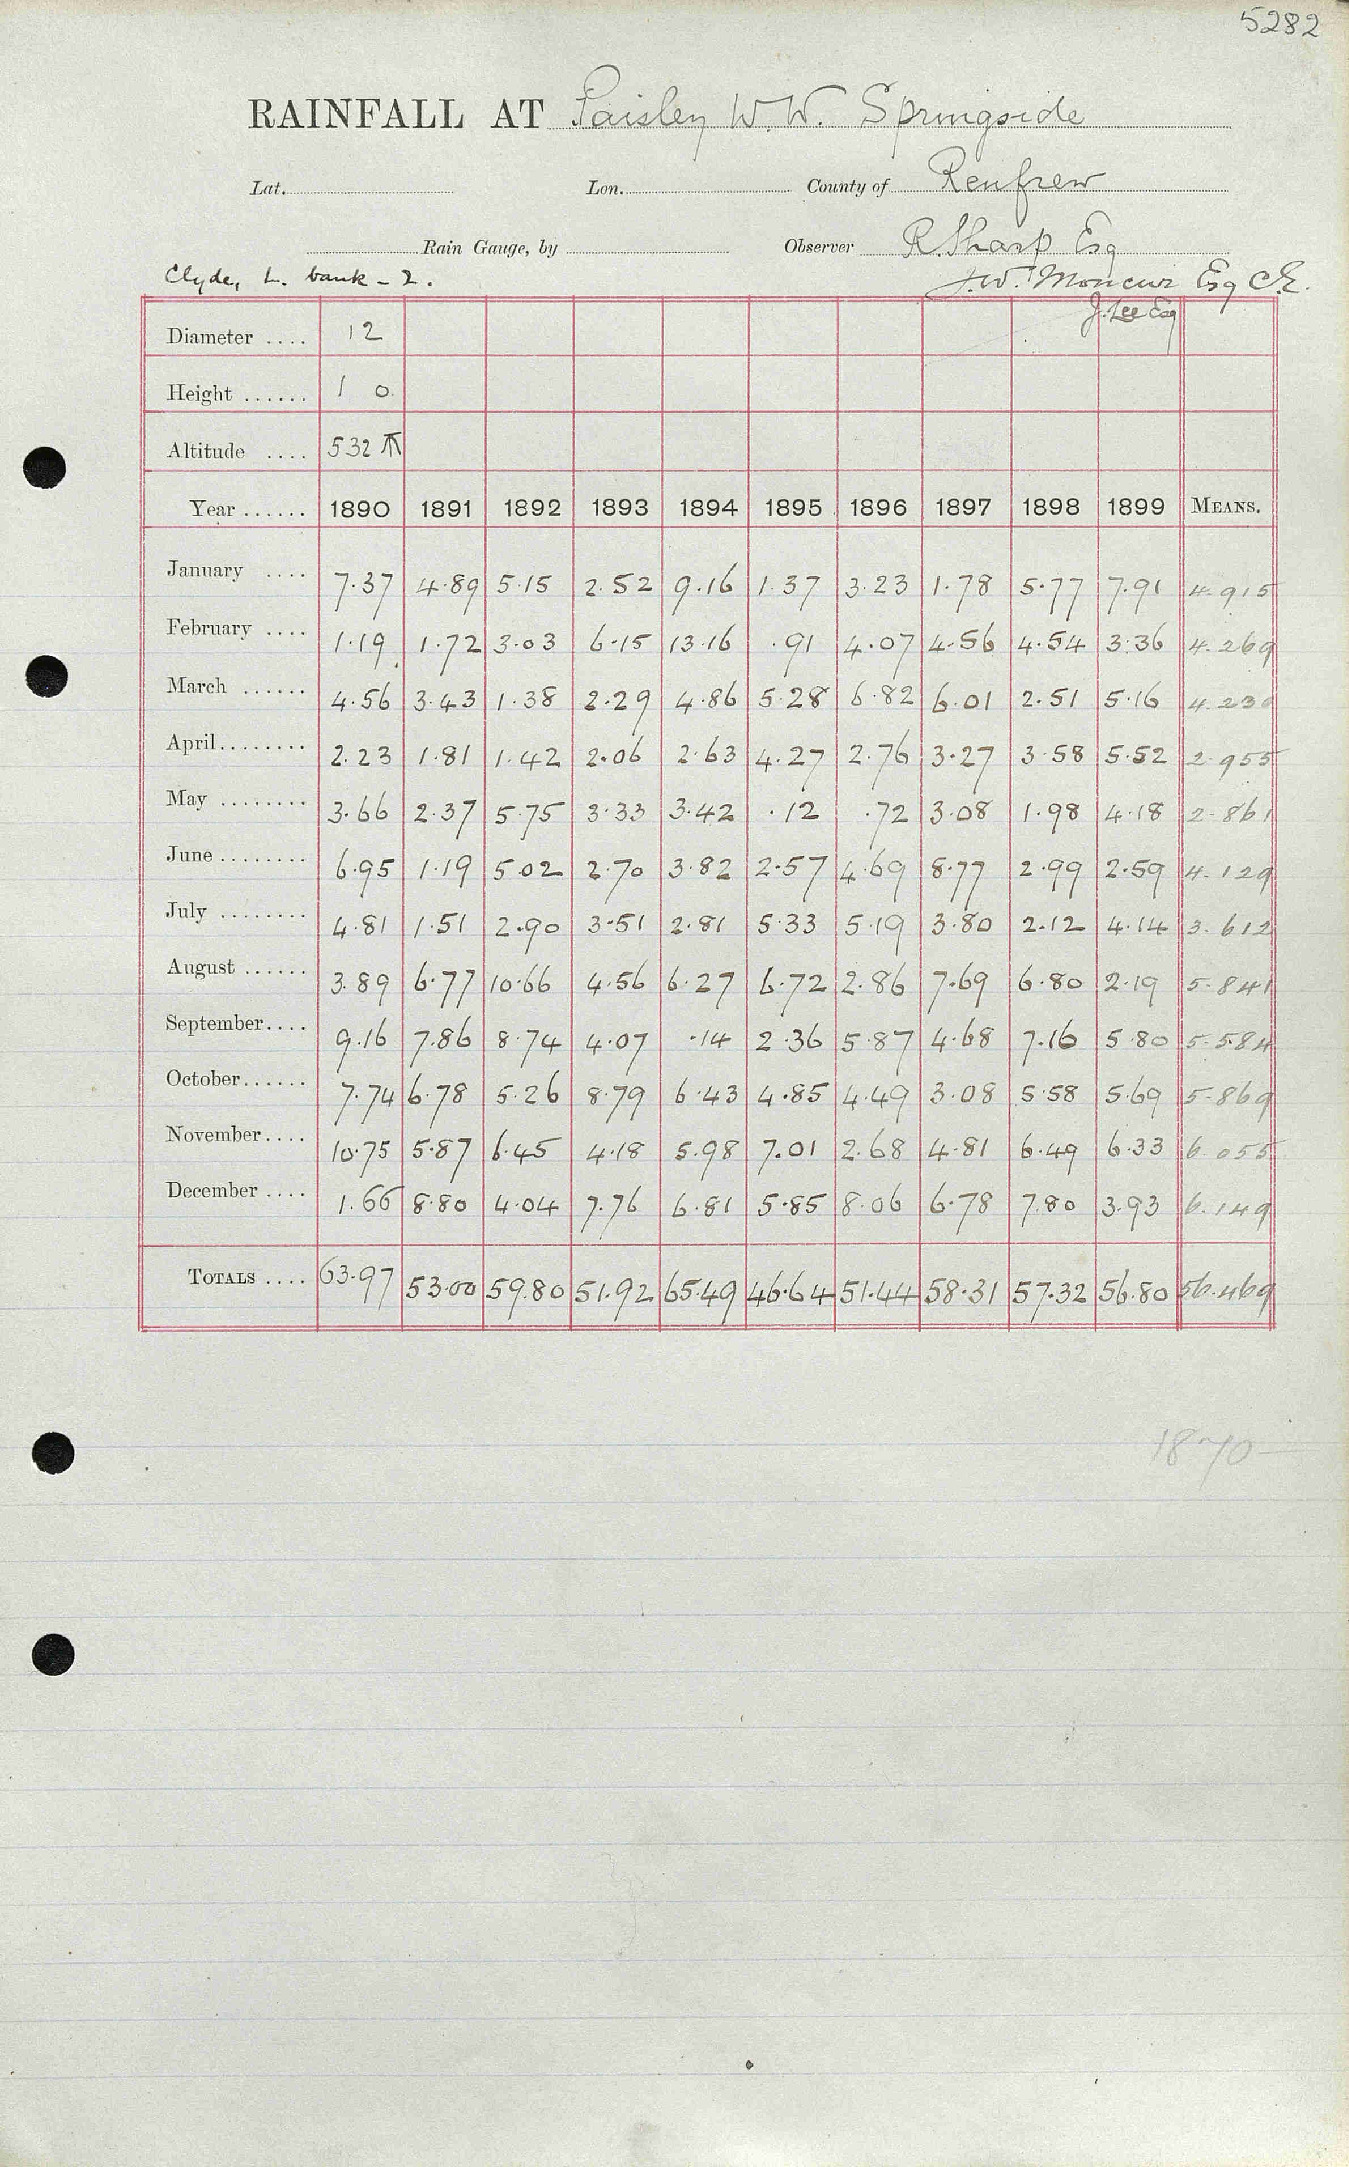 5282
RAINFALL AT Paisley W.W. Springside
Lat. Lon. County of Renfrew
Rain Gauge, by Observer R. Sharp Esq
Clyde, L. bank - 2. J.W. Moncur Esq C.E.
J. Lee Esq
Diameter .... 12
Height ...... 1 0
Altitude .... 532
Year ...... 1890 1891 1892 1893 1894 1895 1896 1897 1898 1899 MEANS.
January .... 7.37 4.89 5.15 2.52 9.16 1.37 3.23 1.78 5.77 7.91 4.915
February .... 1.19 1.72 3.03 6.15 13.16 .91 4.07 4.56 4.54 3.36 4.269
March ...... 4.56 3.43 1.38 2.29 4.86 5.28 6.82 6.01 2.51 5.16 4.230
April........ 2.23 1.81 1.42 2.06 2.63 4.27 2.76 3.27 3.58 5.52 2.955
May ........ 3.66 2.37 5.75 3.33 3.42 .12 .72 3.08 1.98 4.18 2.861
June ........ 6.95 1.19 5.02 2.70 3.82 2.57 4.69 8.77 2.99 2.59 4.129
July ........ 4.81 1.51 2.90 3.51 2.81 5.33 5.19 3.80 2.12 4.14 3.612
August ...... 3.89 6.77 10.66 4.56 6.27 6.72 2.86 7.69 6.80 2.19 5.841
September.... 9.16 7.86 8.74 4.07 .14 2.36 5.87 4.68 7.16 5.80 5.584
October...... 7.74 6.78 5.26 8.79 6.43 4.85 4.49 3.08 5.58 5.69 5.869
November.... 10.75 5.87 6.45 4.18 5.98 7.01 2.68 4.81 6.49 6.33 6.055
December .... 1.66 8.80 4.04 7.76 6.81 5.85 8.06 6.78 7.80 3.93 6.149
TOTALS .... 63.97 53.00 59.80 51.92 65.49 46.64 51.44 58.31 57.32 56.80 56.469
1870—